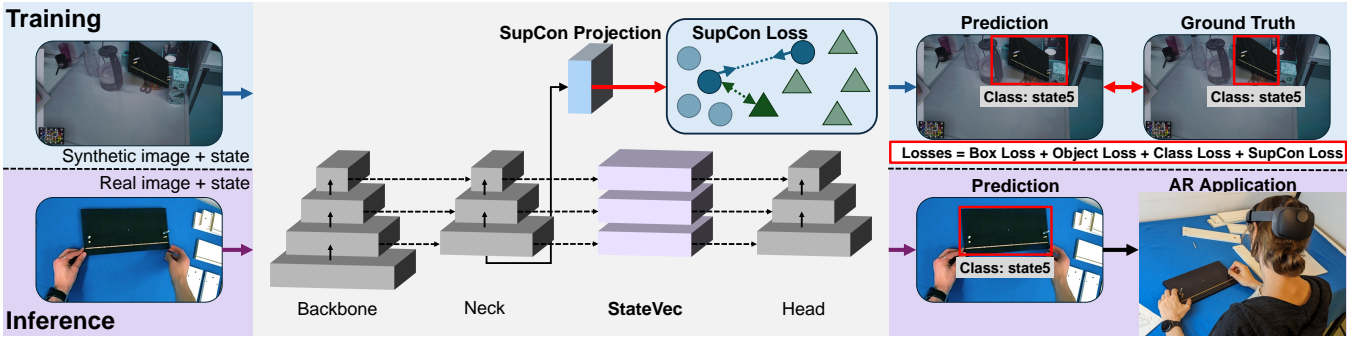 Training
Synthetic image + state
SupCon Projection
SupCon Loss
Prediction
Ground Truth
Class: state5
Class: state5
Losses = Box Loss + Object Loss + Class Loss + SupCon Loss
Real image + state
Inference
Backbone
Neck
StateVec
Head
Prediction
AR Application
Class: state5